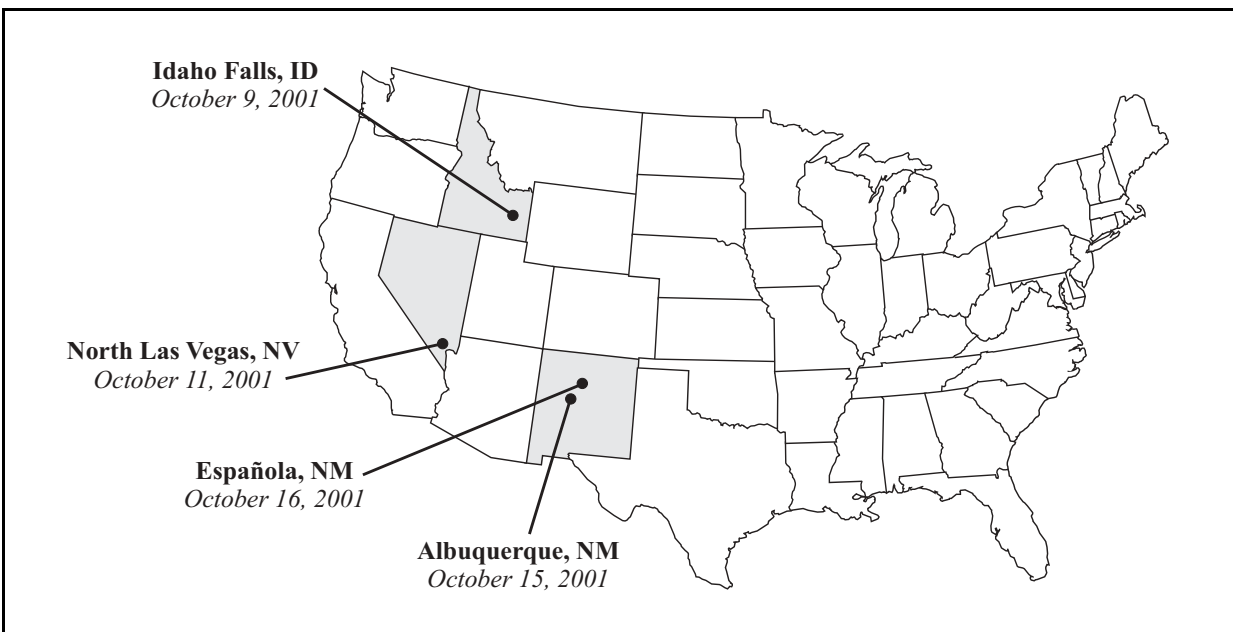 Idaho Falls, ID
October 9, 2001
North Las Vegas, NV
October 11, 2001
Española, NM
October 16, 2001
Albuquerque, NM
October 15, 2001